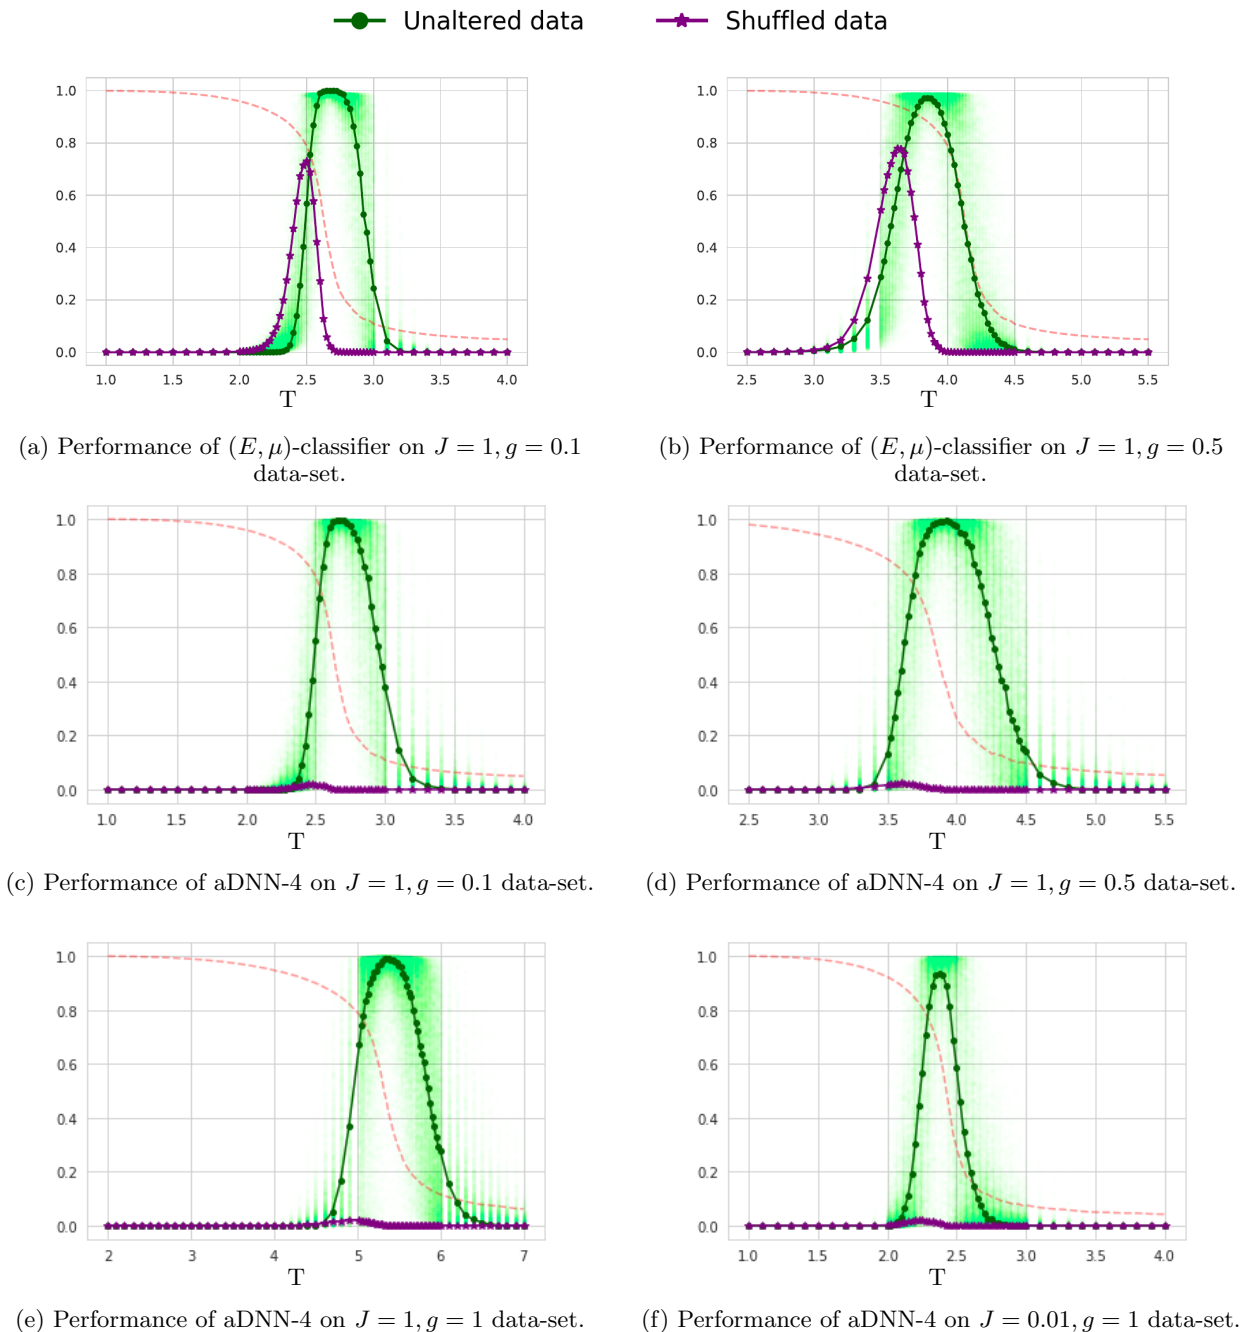 Unaltered data   Shuffled data
1.0
0.8
0.6
0.4
0.2
0.0
1.0 1.5 2.0 2.5 3.0 3.5 4.0
T
(a) Performance of (E, μ)-classifier on J = 1, g = 0.1
data-set.
1.0
0.8
0.6
0.4
0.2
0.0
2.5 3.0 3.5 4.0 4.5 5.0 5.5
T
(b) Performance of (E, μ)-classifier on J = 1, g = 0.5
data-set.
1.0
0.8
0.6
0.4
0.2
0.0
1.0 1.5 2.0 2.5 3.0 3.5 4.0
T
(c) Performance of aDNN-4 on J = 1, g = 0.1 data-set.
1.0
0.8
0.6
0.4
0.2
0.0
2.5 3.0 3.5 4.0 4.5 5.0 5.5
T
(d) Performance of aDNN-4 on J = 1, g = 0.5 data-set.
1.0
0.8
0.6
0.4
0.2
0.0
2 3 4 5 6 7
T
(e) Performance of aDNN-4 on J = 1, g = 1 data-set.
1.0
0.8
0.6
0.4
0.2
0.0
1.0 1.5 2.0 2.5 3.0 3.5 4.0
T
(f) Performance of aDNN-4 on J = 0.01, g = 1 data-set.